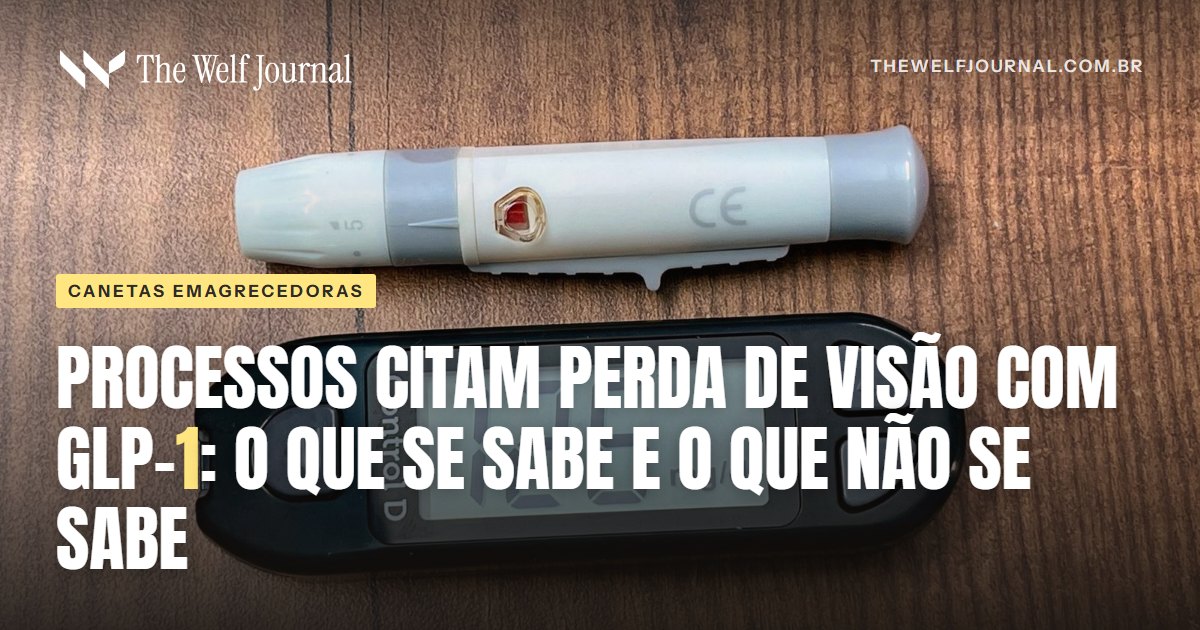 The Welf Journal
THEWELFJOURNAL.COM.BR
5
CE
CANETAS EMAGRECEDORAS
PROCESSOS CITAM PERDA DE VISÃO COM
GLP-1: O QUE SE SABE E O QUE NÃO SE
SABE